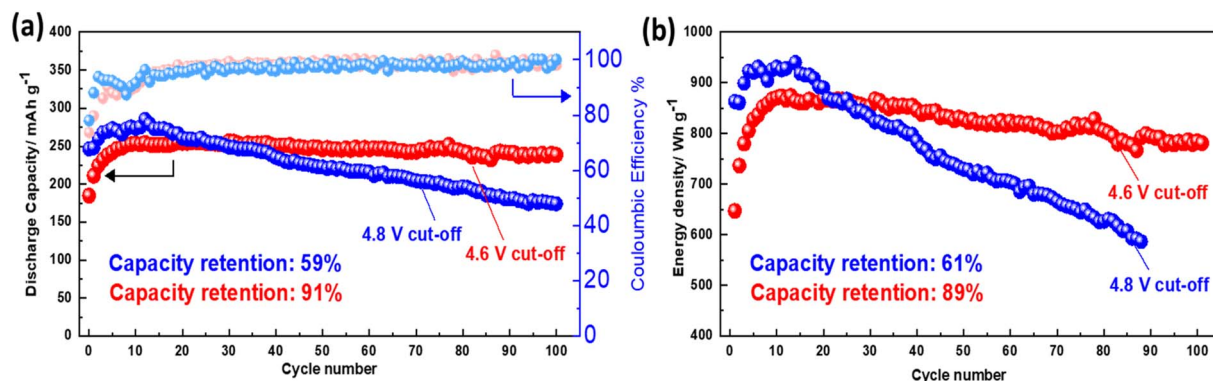 (a)
400
350
300
250
200
150
100
50
0
Discharge Capacity/ mAh g-1
0 10 20 30 40 50 60 70 80 90 100
Cycle number
100
80
60
40
20
0
Couloumbic Efficiency %
4.8 V cut-off
4.6 V cut-off
Capacity retention: 59%
Capacity retention: 91%
(b)
1000
900
800
700
600
500
400
Energy density/ Wh g-1
0 10 20 30 40 50 60 70 80 90 100
Cycle number
4.6 V cut-off
4.8 V cut-off
Capacity retention: 61%
Capacity retention: 89%